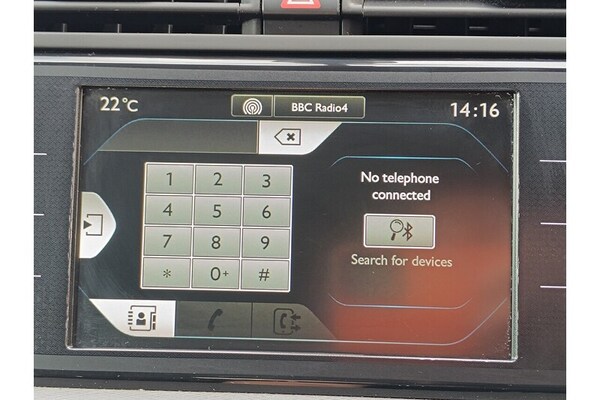 22°C
BBC Radio4
14:16
1 2 3
4 5 6
7 8 9
* 0+ #
No telephone
connected
Search for devices